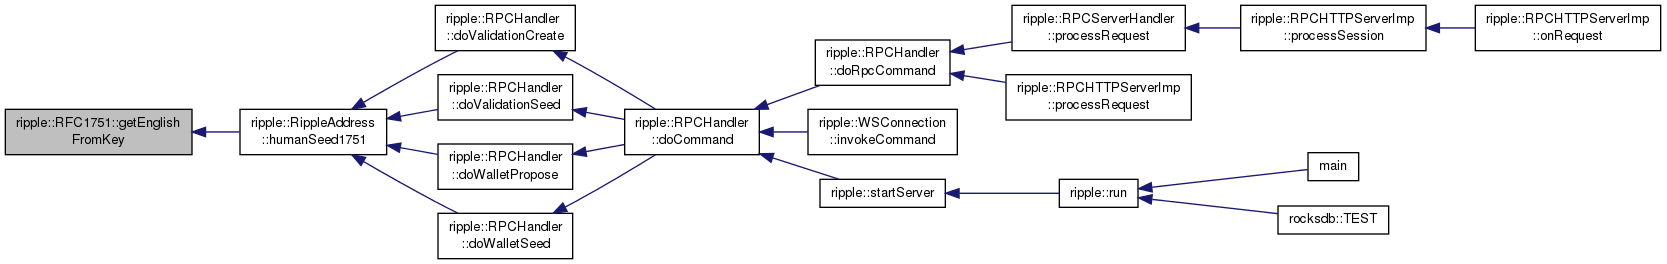 ripple::RFC1751::getEnglish
FromKey
ripple::RippleAddress
::humanSeed1751
ripple::RPCHandler
::doValidationCreate
ripple::RPCHandler
::doValidationSeed
ripple::RPCHandler
::doWalletPropose
ripple::RPCHandler
::doWalletSeed
ripple::RPCHandler
::doCommand
ripple::RPCHandler
::doRpcCommand
ripple::WSConnection
::invokeCommand
ripple::startServer
ripple::RPCServerHandler
::processRequest
ripple::RPCHTTPServerImp
::processRequest
ripple::run
ripple::RPCHTTPServerImp
::processSession
main
rocksdb::TEST
ripple::RPCHTTPServerImp
::onRequest